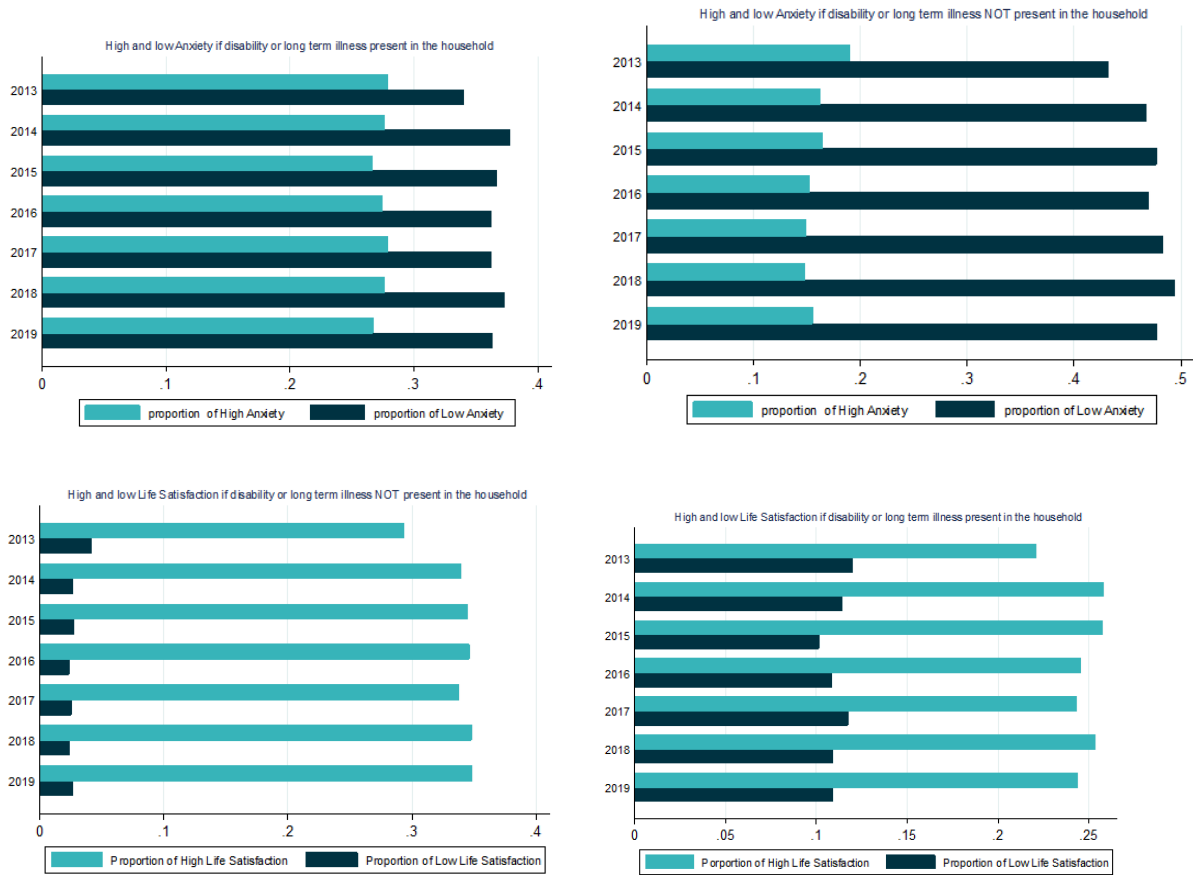 High and low Anxiety if disability or long term illness present in the household
2013
2014
2015
2016
2017
2018
2019
0 .1 .2 .3 .4
proportion of High Anxiety proportion of Low Anxiety
High and low Anxiety if disability or long term illness NOT present in the household
2013
2014
2015
2016
2017
2018
2019
0 .1 .2 .3 .4 .5
proportion of High Anxiety proportion of Low Anxiety
High and low Life Satisfaction if disability or long term illness NOT present in the household
2013
2014
2015
2016
2017
2018
2019
0 .1 .2 .3 .4
Proportion of High Life Satisfaction Proportion of Low Life Satisfaction
High and low Life Satisfaction if disability or long term illness present in the household
2013
2014
2015
2016
2017
2018
2019
0 .05 .1 .15 .2 .25
Porportion of High Life Satisfaction Proportion of Low Life Satisfaction